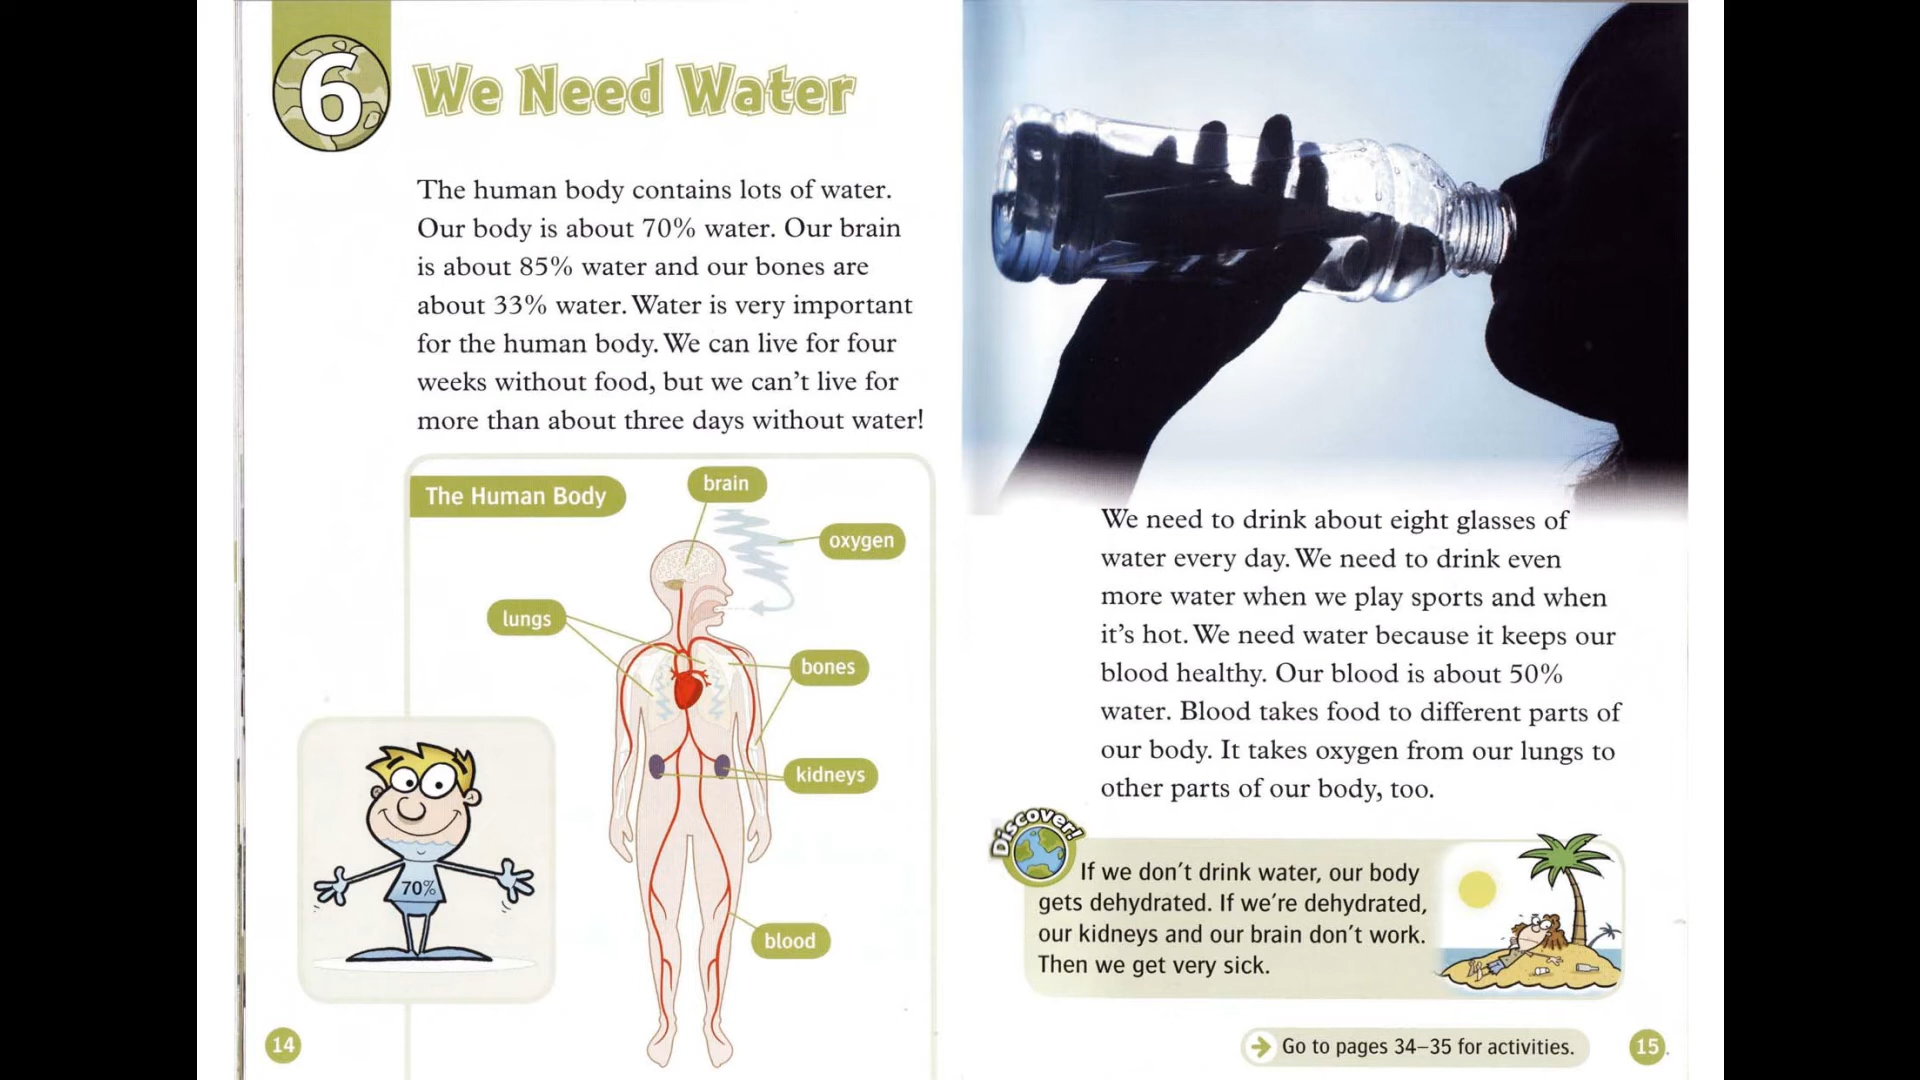 6
We Need Water
The human body contains lots of water.
Our body is about 70% water. Our brain
is about 85% water and our bones are
about 33% water. Water is very important
for the human body. We can live for four
weeks without food, but we can't live for
more than about three days without water!
The Human Body
brain
oxygen
lungs
bones
kidneys
blood
70%
14
We need to drink about eight glasses of
water every day. We need to drink even
more water when we play sports and when
it's hot. We need water because it keeps our
blood healthy. Our blood is about 50%
water. Blood takes food to different parts of
our body. It takes oxygen from our lungs to
other parts of our body, too.
Discover!
If we don't drink water, our body
gets dehydrated. If we're dehydrated,
our kidneys and our brain don't work.
Then we get very sick.
Go to pages 34–35 for activities.
15